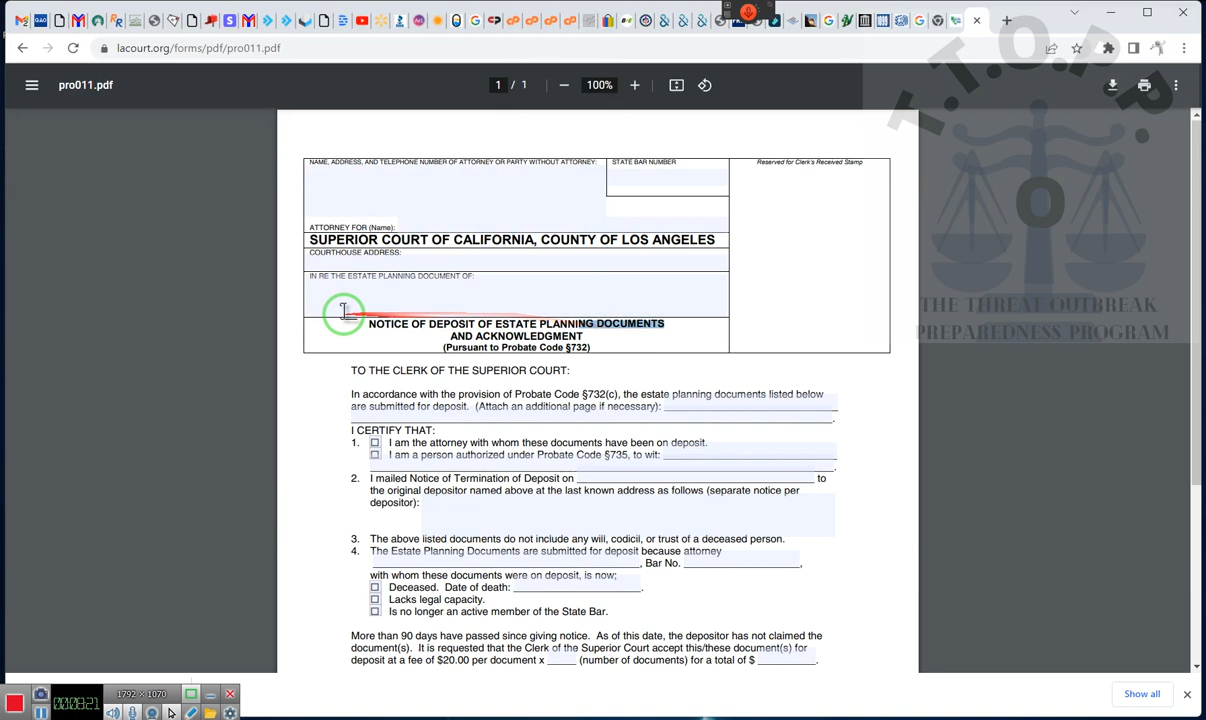 lacourt.org/forms/pdf/pro011.pdf
pro011.pdf
1 / 1
100%
T.T.O.P.P.
O
THE THREAT OUTBREAK
PREPAREDNESS PROGRAM
NAME, ADDRESS, AND TELEPHONE NUMBER OF ATTORNEY OR PARTY WITHOUT ATTORNEY:
STATE BAR NUMBER
Reserved for Clerk's Received Stamp
ATTORNEY FOR (Name):
SUPERIOR COURT OF CALIFORNIA, COUNTY OF LOS ANGELES
COURTHOUSE ADDRESS:
IN RE THE ESTATE PLANNING DOCUMENT OF:
NOTICE OF DEPOSIT OF ESTATE PLANNING DOCUMENTS
AND ACKNOWLEDGMENT
(Pursuant to Probate Code §732)
TO THE CLERK OF THE SUPERIOR COURT:
In accordance with the provision of Probate Code §732(c), the estate planning documents listed below
are submitted for deposit. (Attach an additional page if necessary):
I CERTIFY THAT:
1. I am the attorney with whom these documents have been on deposit.
I am a person authorized under Probate Code §735, to wit:
2. I mailed Notice of Termination of Deposit on to
the original depositor named above at the last known address as follows (separate notice per
depositor):
3. The above listed documents do not include any will, codicil, or trust of a deceased person.
4. The Estate Planning Documents are submitted for deposit because attorney
, Bar No. ,
with whom these documents were on deposit, is now;
Deceased. Date of death: .
Lacks legal capacity.
Is no longer an active member of the State Bar.
More than 90 days have passed since giving notice. As of this date, the depositor has not claimed the
document(s). It is requested that the Clerk of the Superior Court accept this/these document(s) for
deposit at a fee of $20.00 per document x (number of documents) for a total of $ .
1792 × 1070
00:08:21
Show all